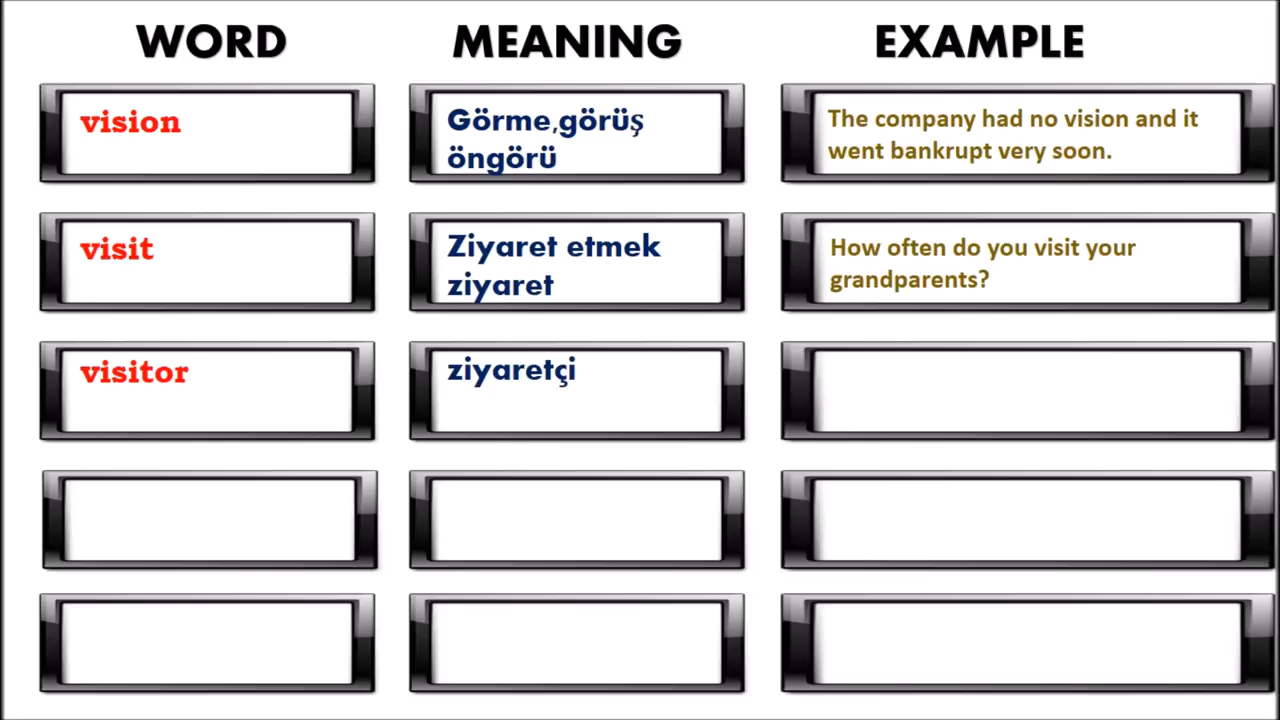 WORD MEANING EXAMPLE
vision
Görme,görüş
öngörü
The company had no vision and it
went bankrupt very soon.
visit
Ziyaret etmek
ziyaret
How often do you visit your
grandparents?
visitor
ziyaretçi